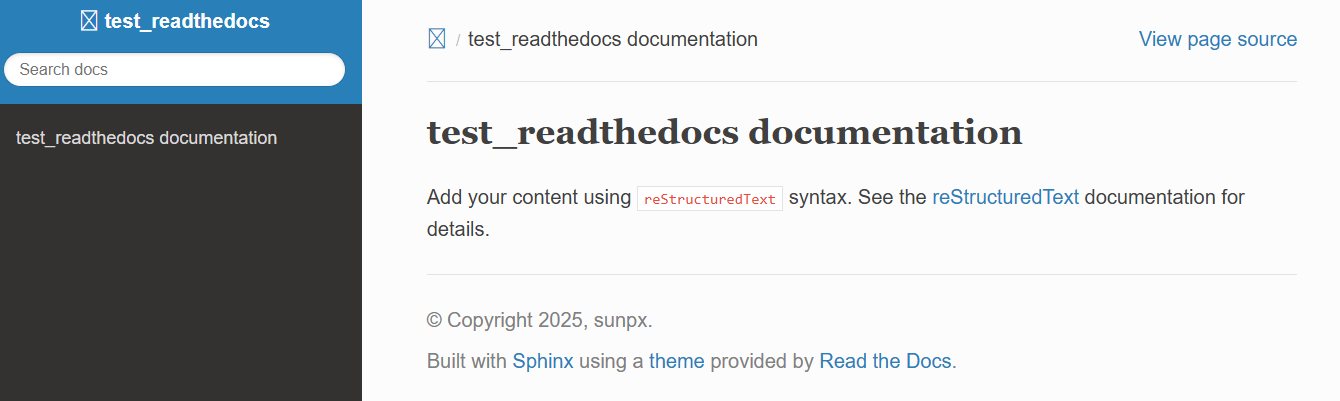 test_readthedocs
Search docs
test_readthedocs documentation
/ test_readthedocs documentation
View page source
test_readthedocs documentation
Add your content using reStructuredText syntax. See the reStructuredText documentation for
details.
© Copyright 2025, sunpx.
Built with Sphinx using a theme provided by Read the Docs.